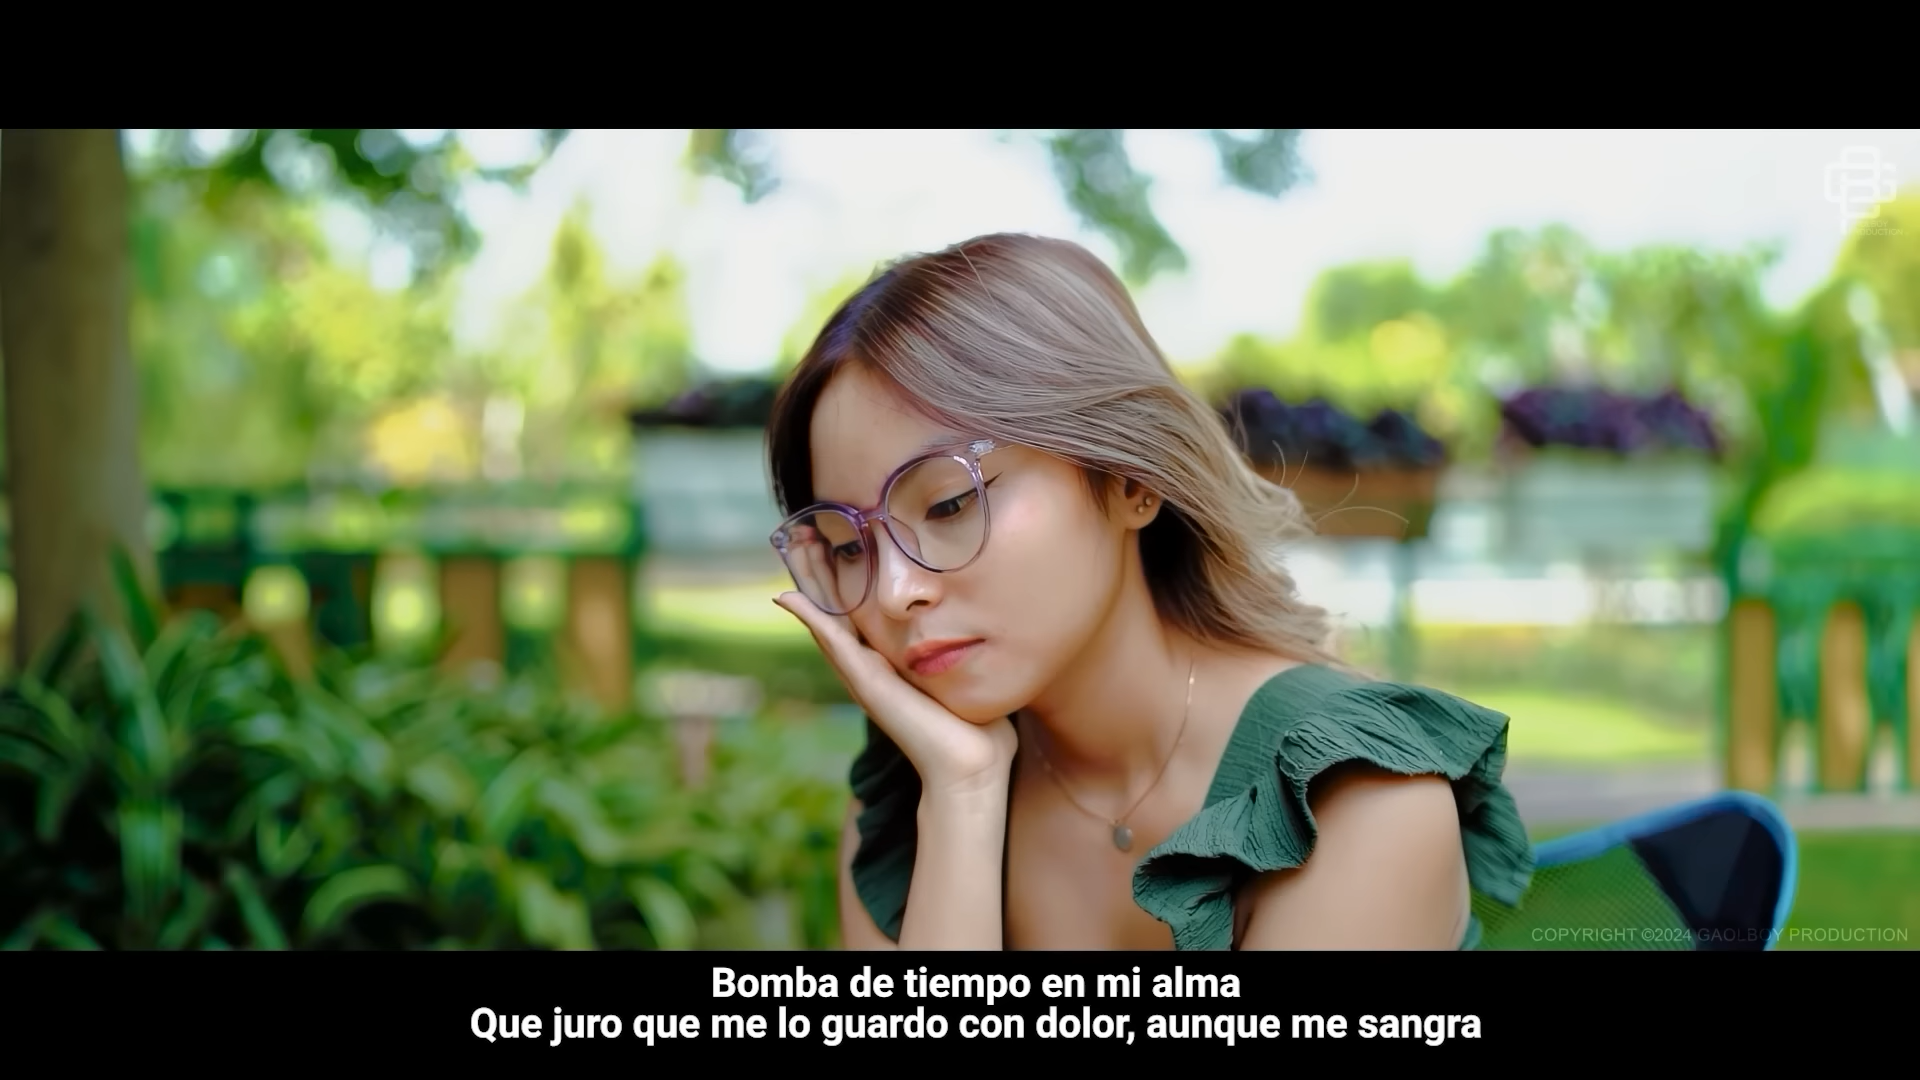 COPYRIGHT ©2024 GAOLBOY PRODUCTION
Bomba de tiempo en mi alma
Que juro que me lo guardo con dolor, aunque me sangra